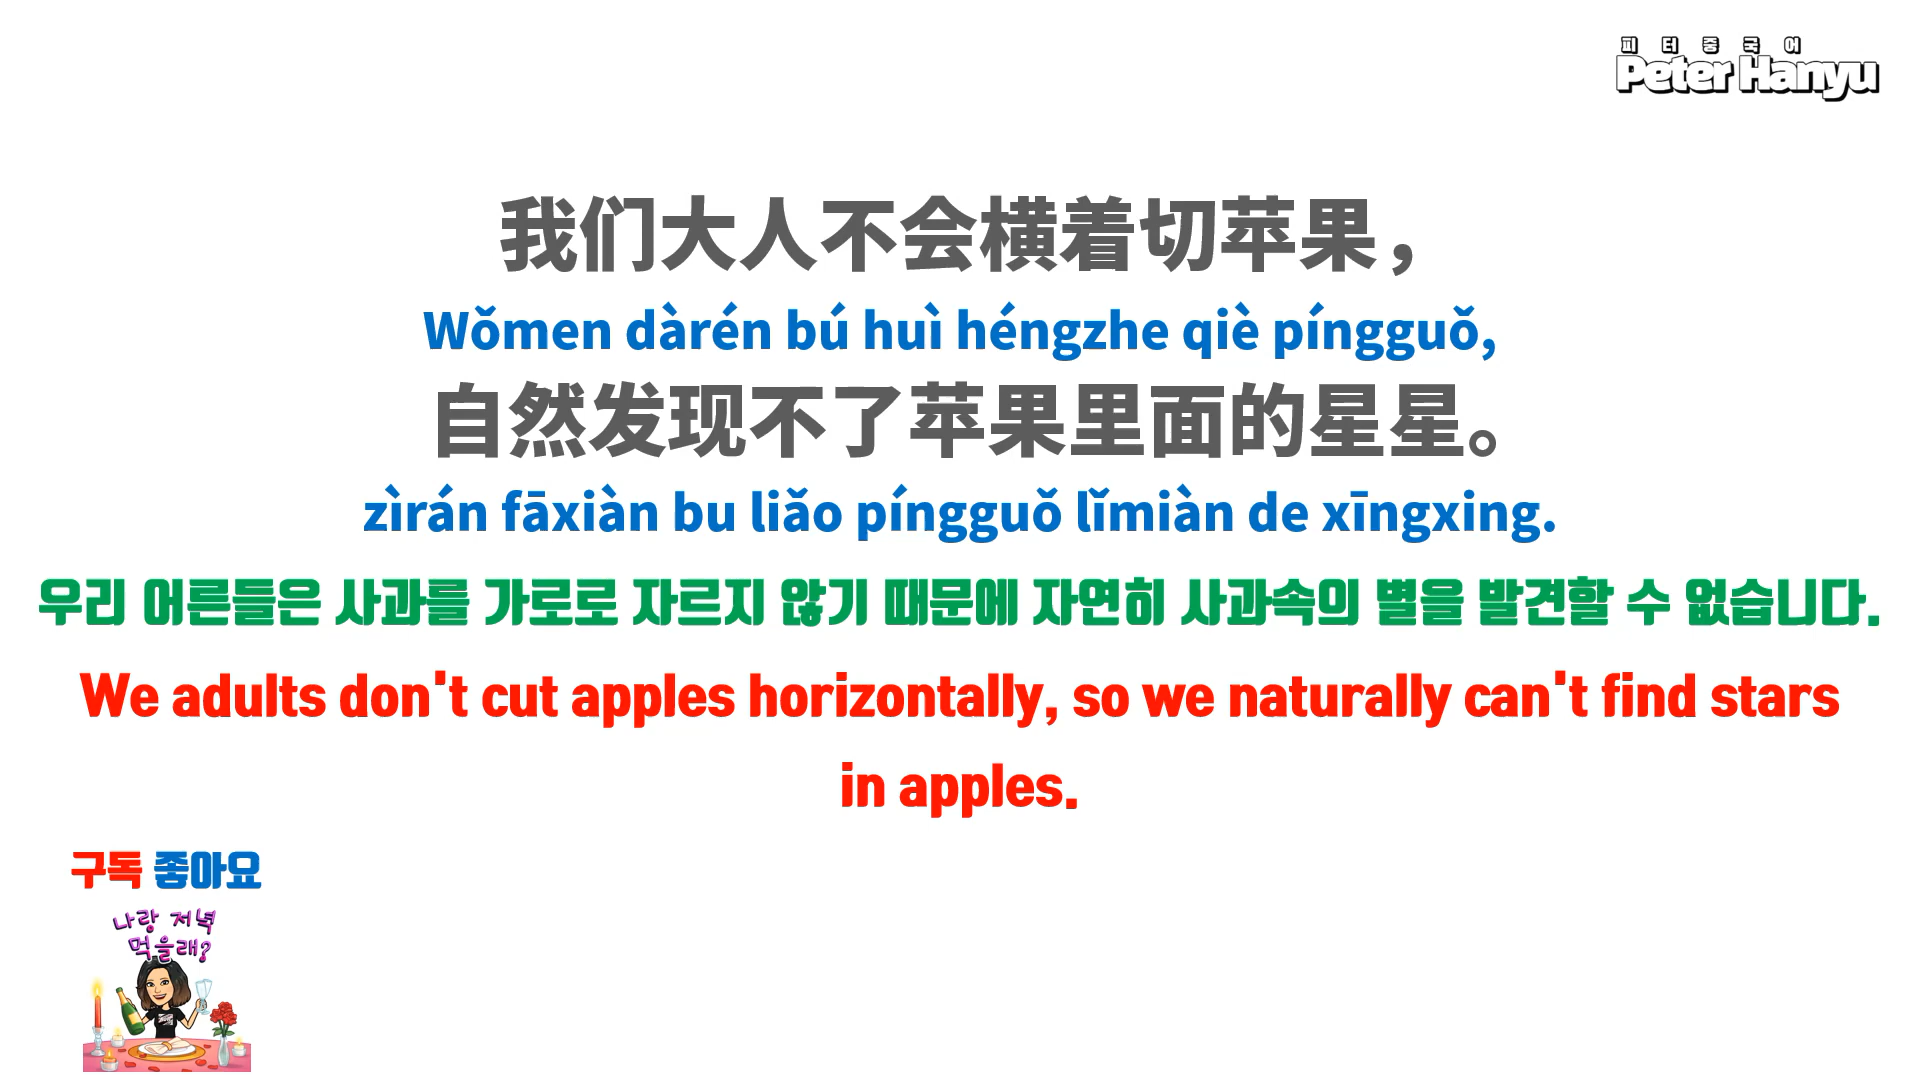 피터중국어
Peter Hanyu
我们大人不会横着切苹果，
Wǒmen dàrén bú huì héngzhe qiè píngguǒ,
自然发现不了苹果里面的星星。
zìrán fāxiàn bu liǎo píngguǒ lǐmiàn de xīngxing.
우리 어른들은 사과를 가로로 자르지 않기 때문에 자연히 사과속의 별을 발견할 수 없습니다.
We adults don't cut apples horizontally, so we naturally can't find stars
in apples.
구독 좋아요
나랑 저녁
먹을래?